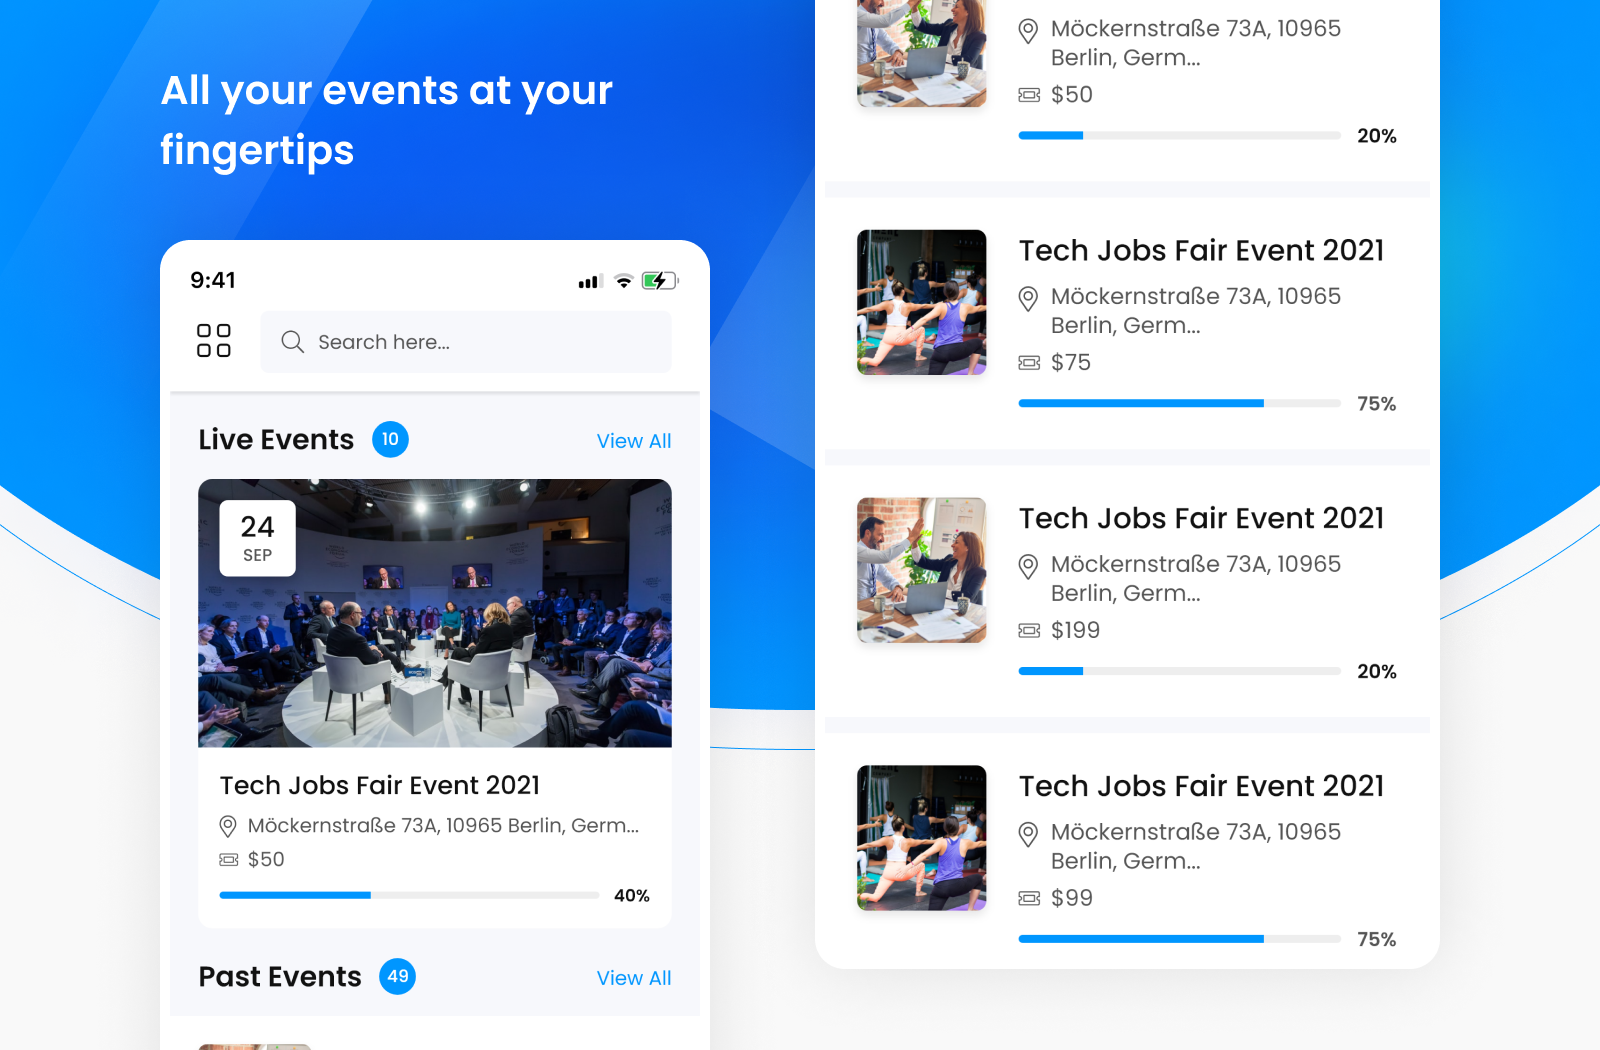 All your events at your
fingertips
9:41
Search here...
Live Events 10 View All
24
SEP
Tech Jobs Fair Event 2021
Möckernstraße 73A, 10965 Berlin, Germ...
$50
40%
Past Events 49 View All
Möckernstraße 73A, 10965
Berlin, Germ...
$50
20%
Tech Jobs Fair Event 2021
Möckernstraße 73A, 10965
Berlin, Germ...
$75
75%
Tech Jobs Fair Event 2021
Möckernstraße 73A, 10965
Berlin, Germ...
$199
20%
Tech Jobs Fair Event 2021
Möckernstraße 73A, 10965
Berlin, Germ...
$99
75%